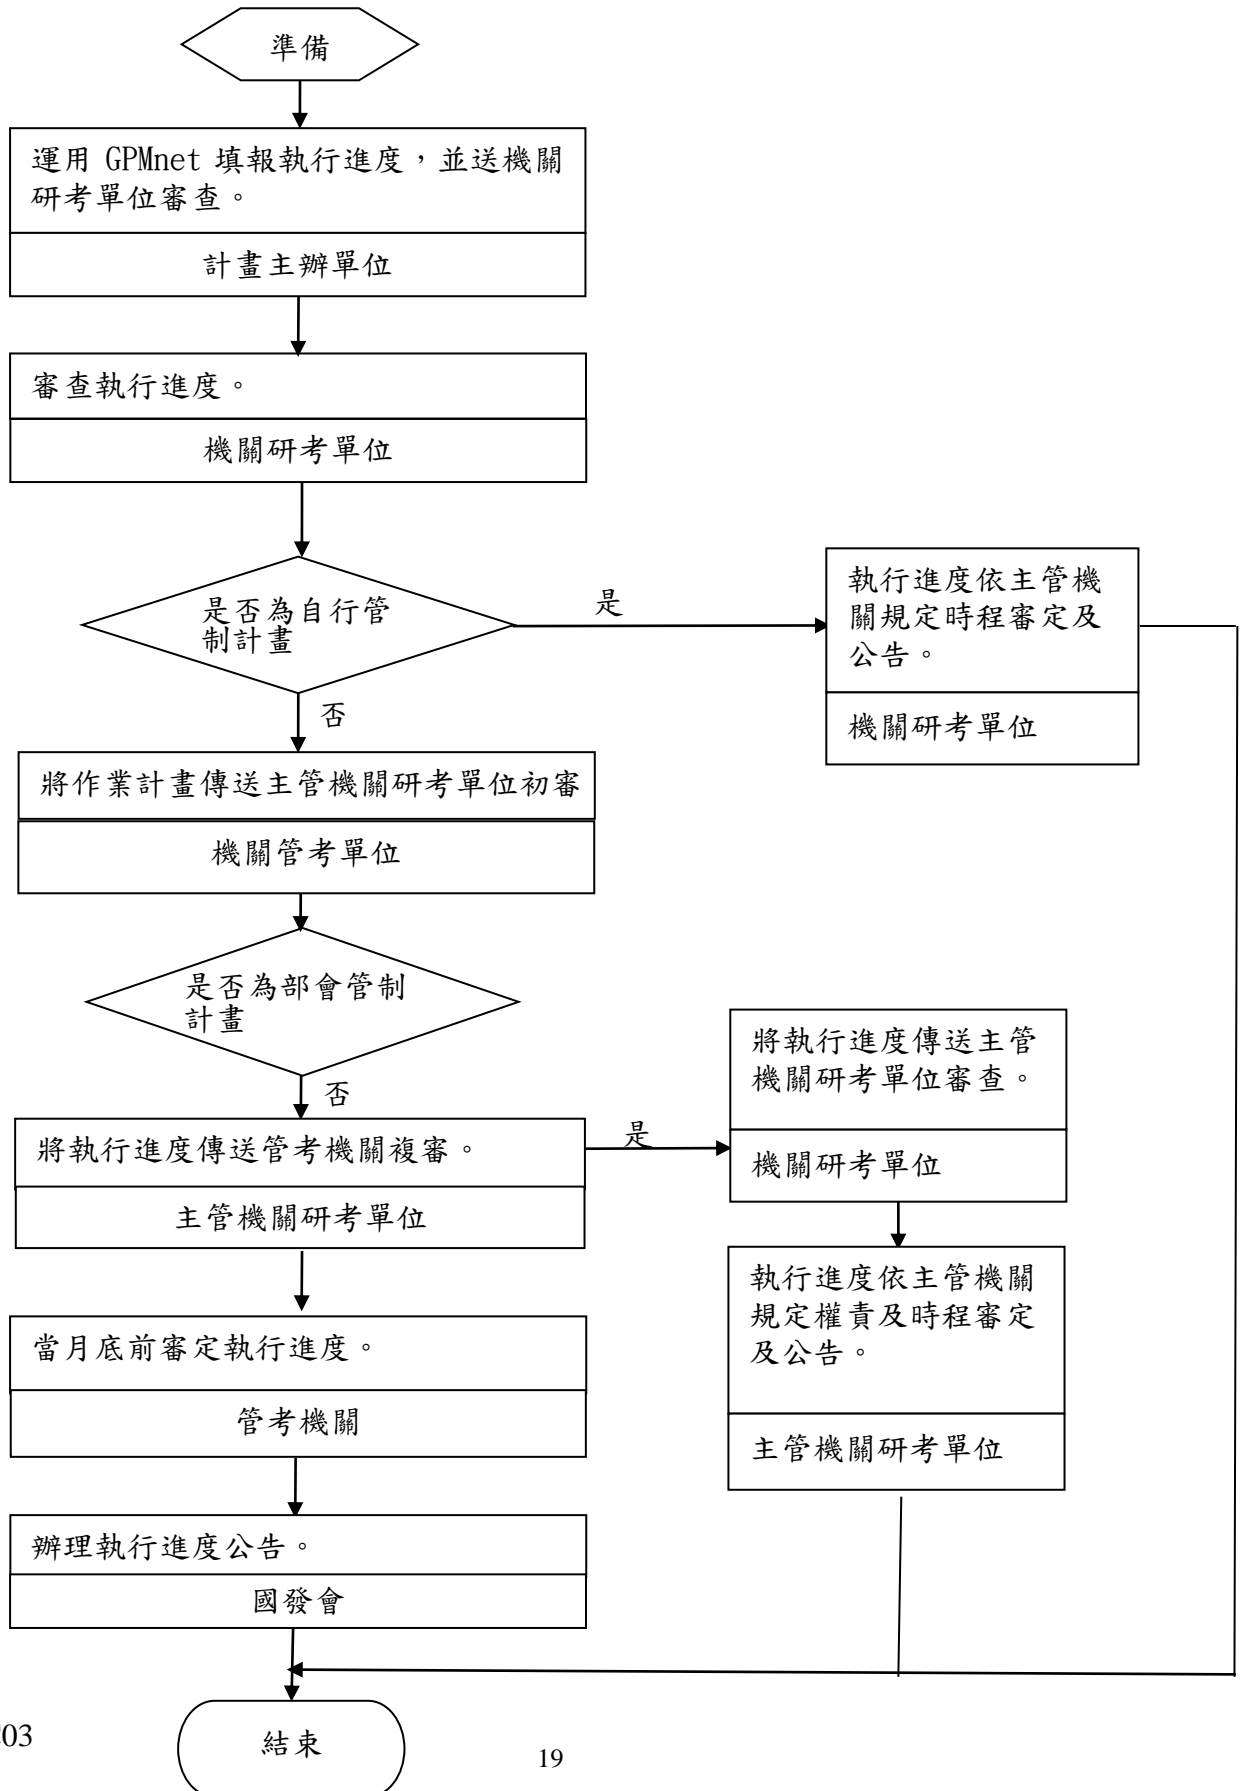 準備
運用 GPMnet 填報執行進度，並送機關
研考單位審查。
計畫主辦單位
審查執行進度。
機關研考單位
是否為自行管
制計畫
是
執行進度依主管機
關規定時程審定及
公告。
機關研考單位
否
將作業計畫傳送主管機關研考單位初審
機關管考單位
是否為部會管制
計畫
否
將執行進度傳送管考機關複審。
主管機關研考單位
是
將執行進度傳送主管
機關研考單位審查。
機關研考單位
執行進度依主管機關
規定權責及時程審定
及公告。
主管機關研考單位
當月底前審定執行進度。
管考機關
辦理執行進度公告。
國發會
結束
03
19